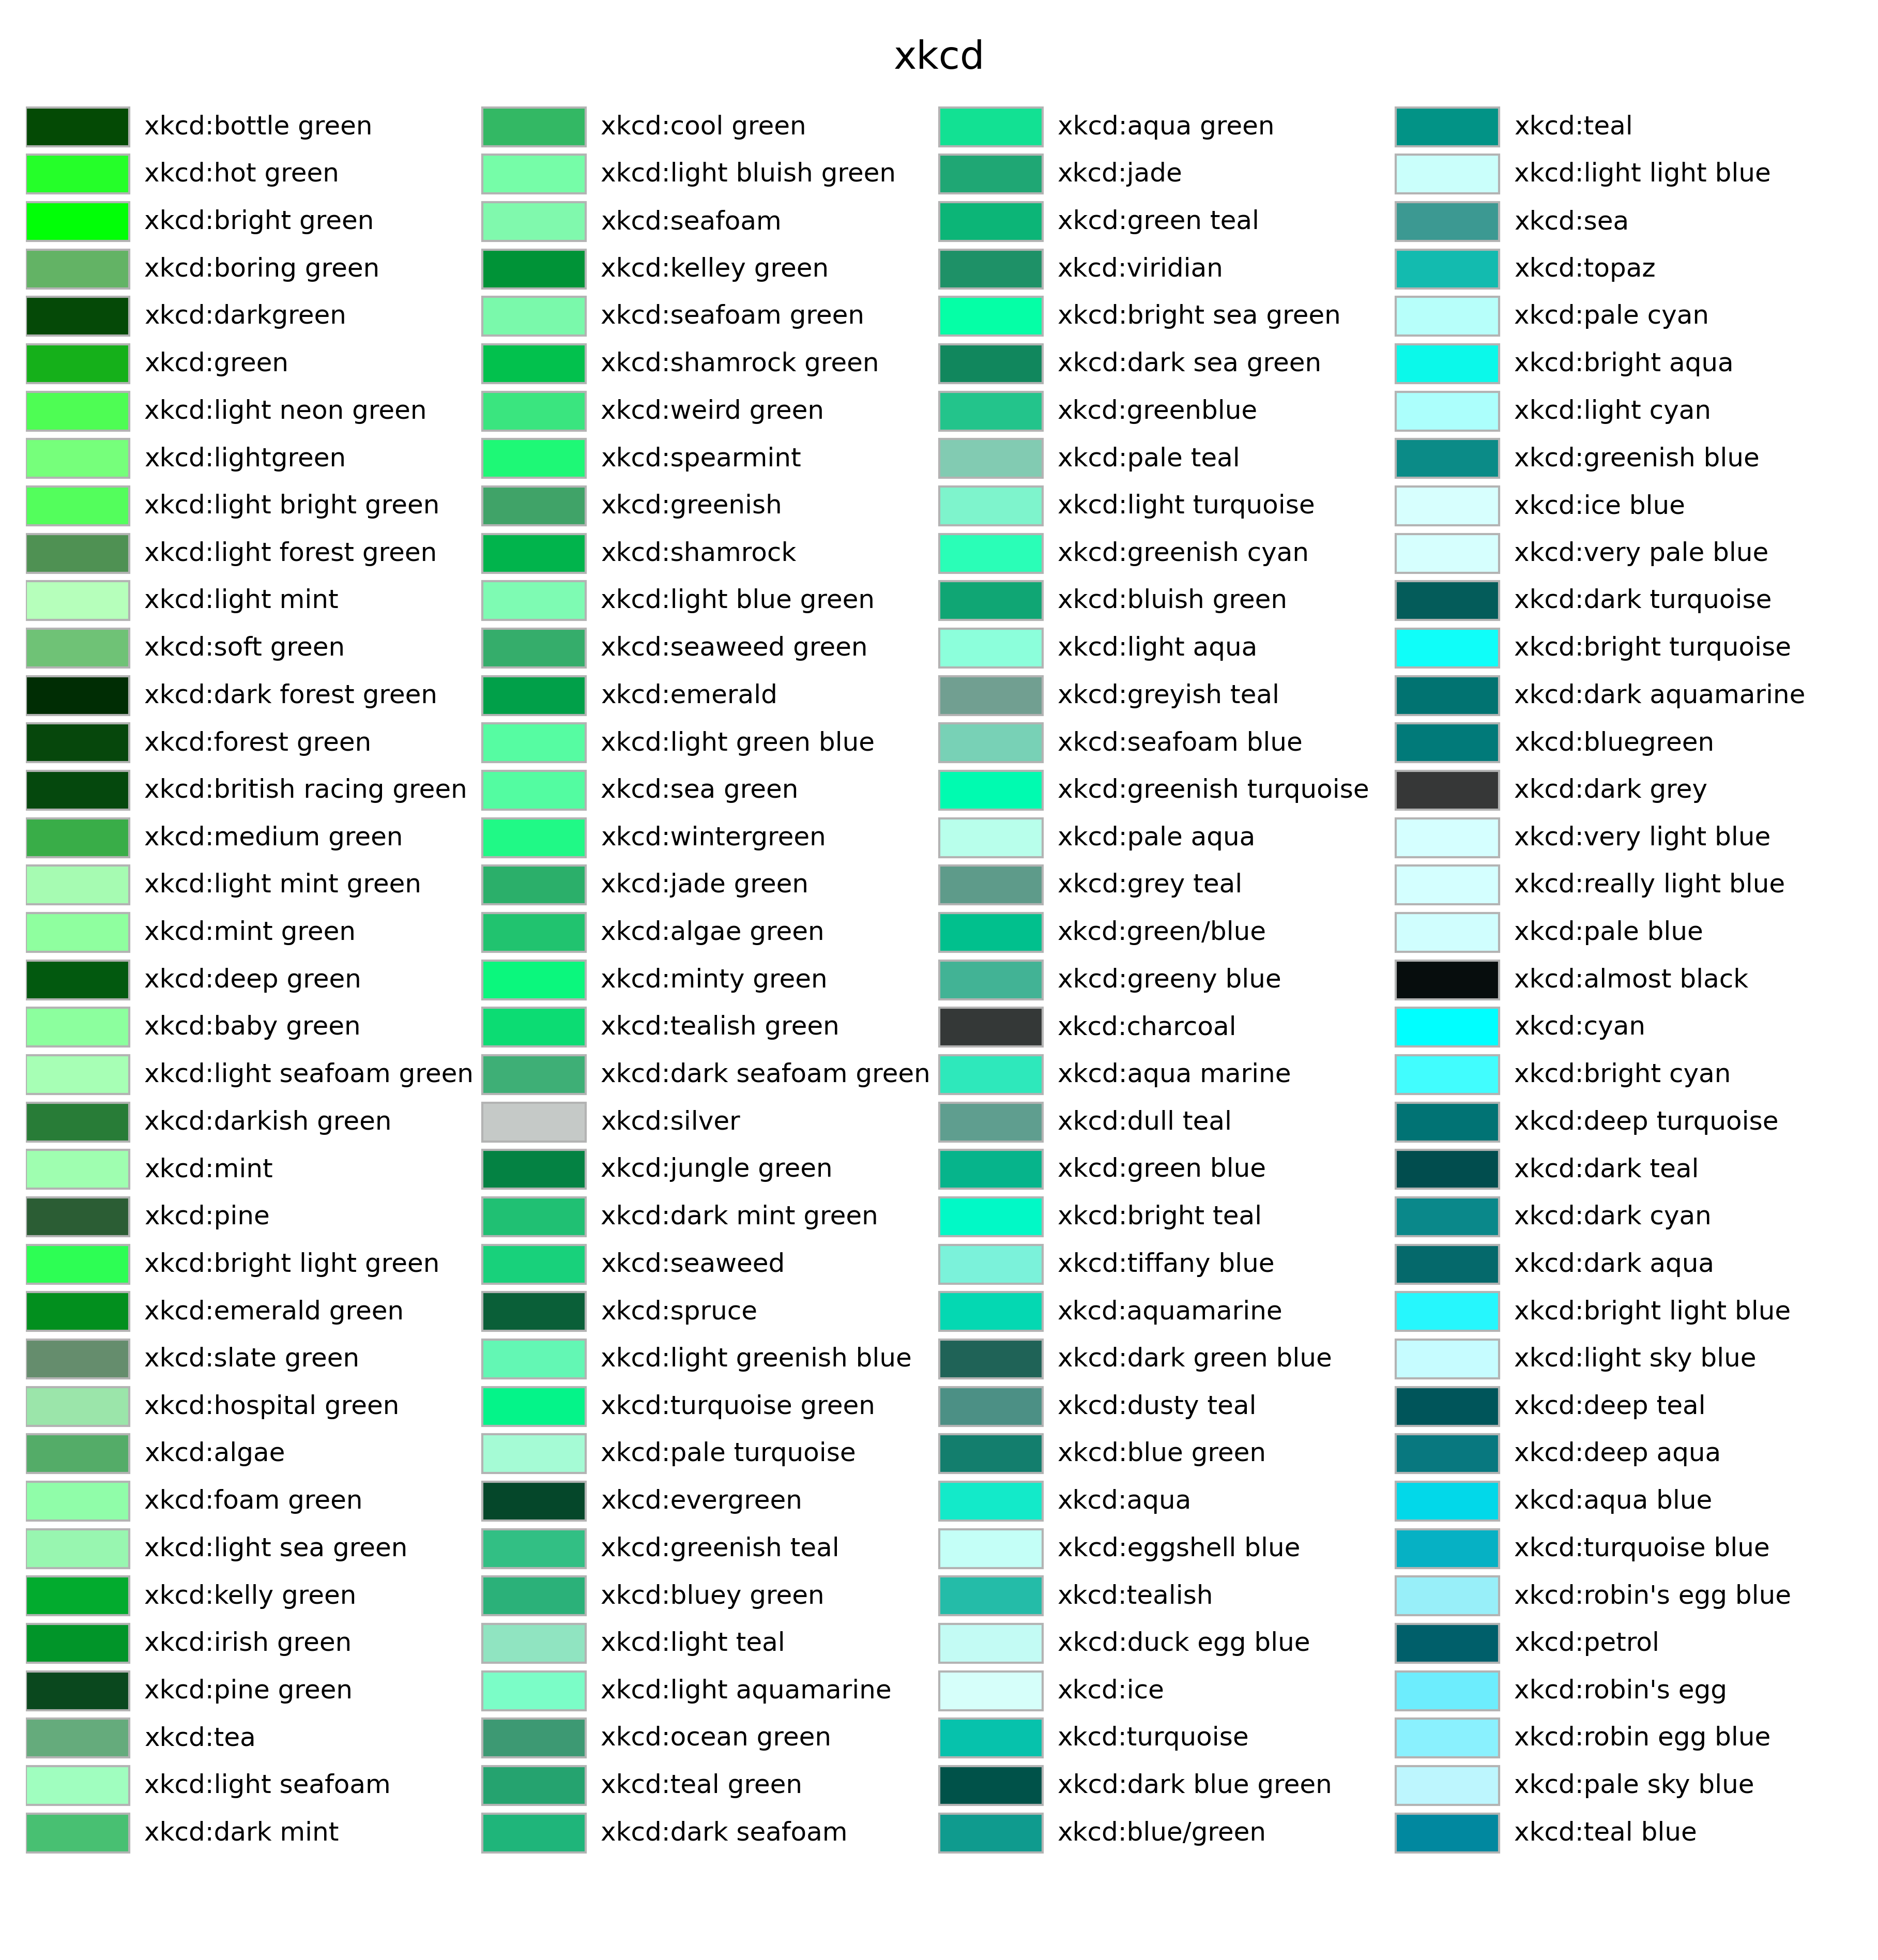 xkcd
xkcd:bottle green
xkcd:hot green
xkcd:bright green
xkcd:boring green
xkcd:darkgreen
xkcd:green
xkcd:light neon green
xkcd:lightgreen
xkcd:light bright green
xkcd:light forest green
xkcd:light mint
xkcd:soft green
xkcd:dark forest green
xkcd:forest green
xkcd:british racing green
xkcd:medium green
xkcd:light mint green
xkcd:mint green
xkcd:deep green
xkcd:baby green
xkcd:light seafoam green
xkcd:darkish green
xkcd:mint
xkcd:pine
xkcd:bright light green
xkcd:emerald green
xkcd:slate green
xkcd:hospital green
xkcd:algae
xkcd:foam green
xkcd:light sea green
xkcd:kelly green
xkcd:irish green
xkcd:pine green
xkcd:tea
xkcd:light seafoam
xkcd:dark mint
xkcd:cool green
xkcd:light bluish green
xkcd:seafoam
xkcd:kelley green
xkcd:seafoam green
xkcd:shamrock green
xkcd:weird green
xkcd:spearmint
xkcd:greenish
xkcd:shamrock
xkcd:light blue green
xkcd:seaweed green
xkcd:emerald
xkcd:light green blue
xkcd:sea green
xkcd:wintergreen
xkcd:jade green
xkcd:algae green
xkcd:minty green
xkcd:tealish green
xkcd:dark seafoam green
xkcd:silver
xkcd:jungle green
xkcd:dark mint green
xkcd:seaweed
xkcd:spruce
xkcd:light greenish blue
xkcd:turquoise green
xkcd:pale turquoise
xkcd:evergreen
xkcd:greenish teal
xkcd:bluey green
xkcd:light teal
xkcd:light aquamarine
xkcd:ocean green
xkcd:teal green
xkcd:dark seafoam
xkcd:aqua green
xkcd:jade
xkcd:green teal
xkcd:viridian
xkcd:bright sea green
xkcd:dark sea green
xkcd:greenblue
xkcd:pale teal
xkcd:light turquoise
xkcd:greenish cyan
xkcd:bluish green
xkcd:light aqua
xkcd:greyish teal
xkcd:seafoam blue
xkcd:greenish turquoise
xkcd:pale aqua
xkcd:grey teal
xkcd:green/blue
xkcd:greeny blue
xkcd:charcoal
xkcd:aqua marine
xkcd:dull teal
xkcd:green blue
xkcd:bright teal
xkcd:tiffany blue
xkcd:aquamarine
xkcd:dark green blue
xkcd:dusty teal
xkcd:blue green
xkcd:aqua
xkcd:eggshell blue
xkcd:tealish
xkcd:duck egg blue
xkcd:ice
xkcd:turquoise
xkcd:dark blue green
xkcd:blue/green
xkcd:teal
xkcd:light light blue
xkcd:sea
xkcd:topaz
xkcd:pale cyan
xkcd:bright aqua
xkcd:light cyan
xkcd:greenish blue
xkcd:ice blue
xkcd:very pale blue
xkcd:dark turquoise
xkcd:bright turquoise
xkcd:dark aquamarine
xkcd:bluegreen
xkcd:dark grey
xkcd:very light blue
xkcd:really light blue
xkcd:pale blue
xkcd:almost black
xkcd:cyan
xkcd:bright cyan
xkcd:deep turquoise
xkcd:dark teal
xkcd:dark cyan
xkcd:dark aqua
xkcd:bright light blue
xkcd:light sky blue
xkcd:deep teal
xkcd:deep aqua
xkcd:aqua blue
xkcd:turquoise blue
xkcd:robin's egg blue
xkcd:petrol
xkcd:robin's egg
xkcd:robin egg blue
xkcd:pale sky blue
xkcd:teal blue